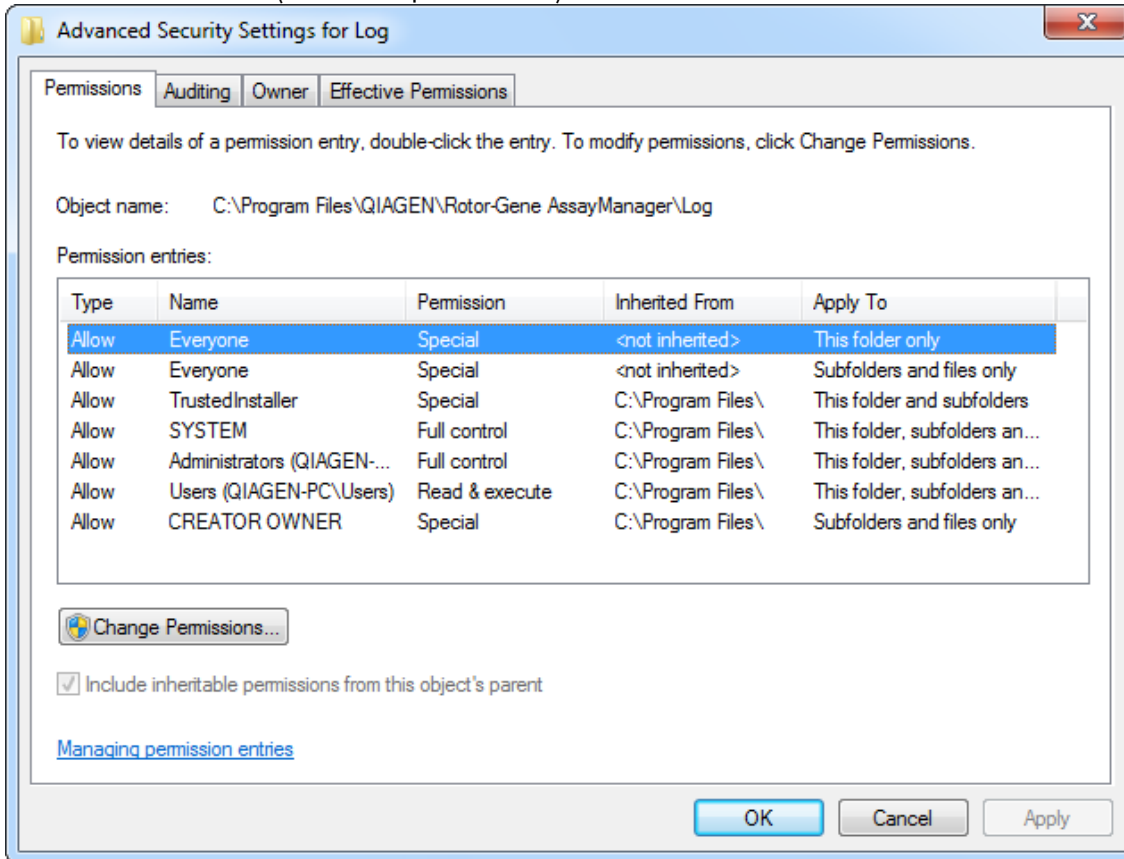 Advanced Security Settings for Log
Permissions Auditing Owner Effective Permissions
To view details of a permission entry, double-click the entry. To modify permissions, click Change Permissions.
Object name: C:\Program Files\QIAGEN\Rotor-Gene AssayManager\Log
Permission entries:
Type Name Permission Inherited From Apply To
Allow Everyone Special <not inherited> This folder only
Allow Everyone Special <not inherited> Subfolders and files only
Allow TrustedInstaller Special C:\Program Files\ This folder and subfolders
Allow SYSTEM Full control C:\Program Files\ This folder, subfolders an...
Allow Administrators (QIAGEN-... Full control C:\Program Files\ This folder, subfolders an...
Allow Users (QIAGEN-PC\Users) Read & execute C:\Program Files\ This folder, subfolders an...
Allow CREATOR OWNER Special C:\Program Files\ Subfolders and files only
Change Permissions...
Include inheritable permissions from this object's parent
Managing permission entries
OK Cancel Apply